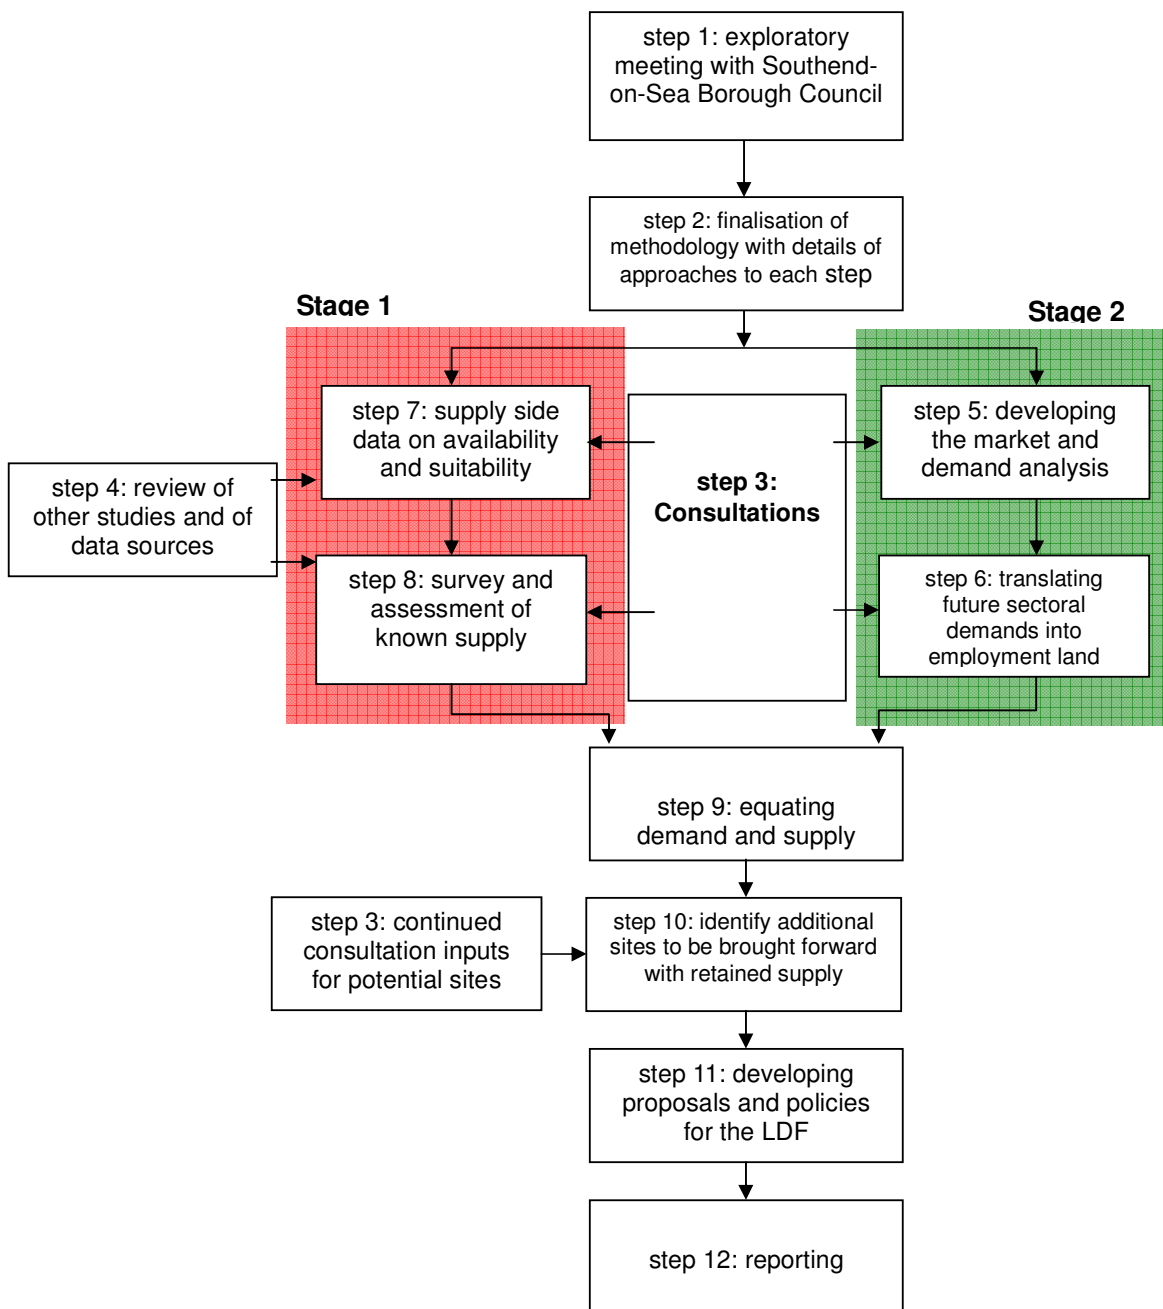 step 1: exploratory
meeting with Southend-
on-Sea Borough Council
step 2: finalisation of
methodology with details of
approaches to each step
Stage 1
Stage 2
step 7: supply side
data on availability
and suitability
step 3:
Consultations
step 5: developing
the market and
demand analysis
step 4: review of
other studies and of
data sources
step 8: survey and
assessment of
known supply
step 6: translating
future sectoral
demands into
employment land
step 9: equating
demand and supply
step 3: continued
consultation inputs
for potential sites
step 10: identify additional
sites to be brought forward
with retained supply
step 11: developing
proposals and policies
for the LDF
step 12: reporting